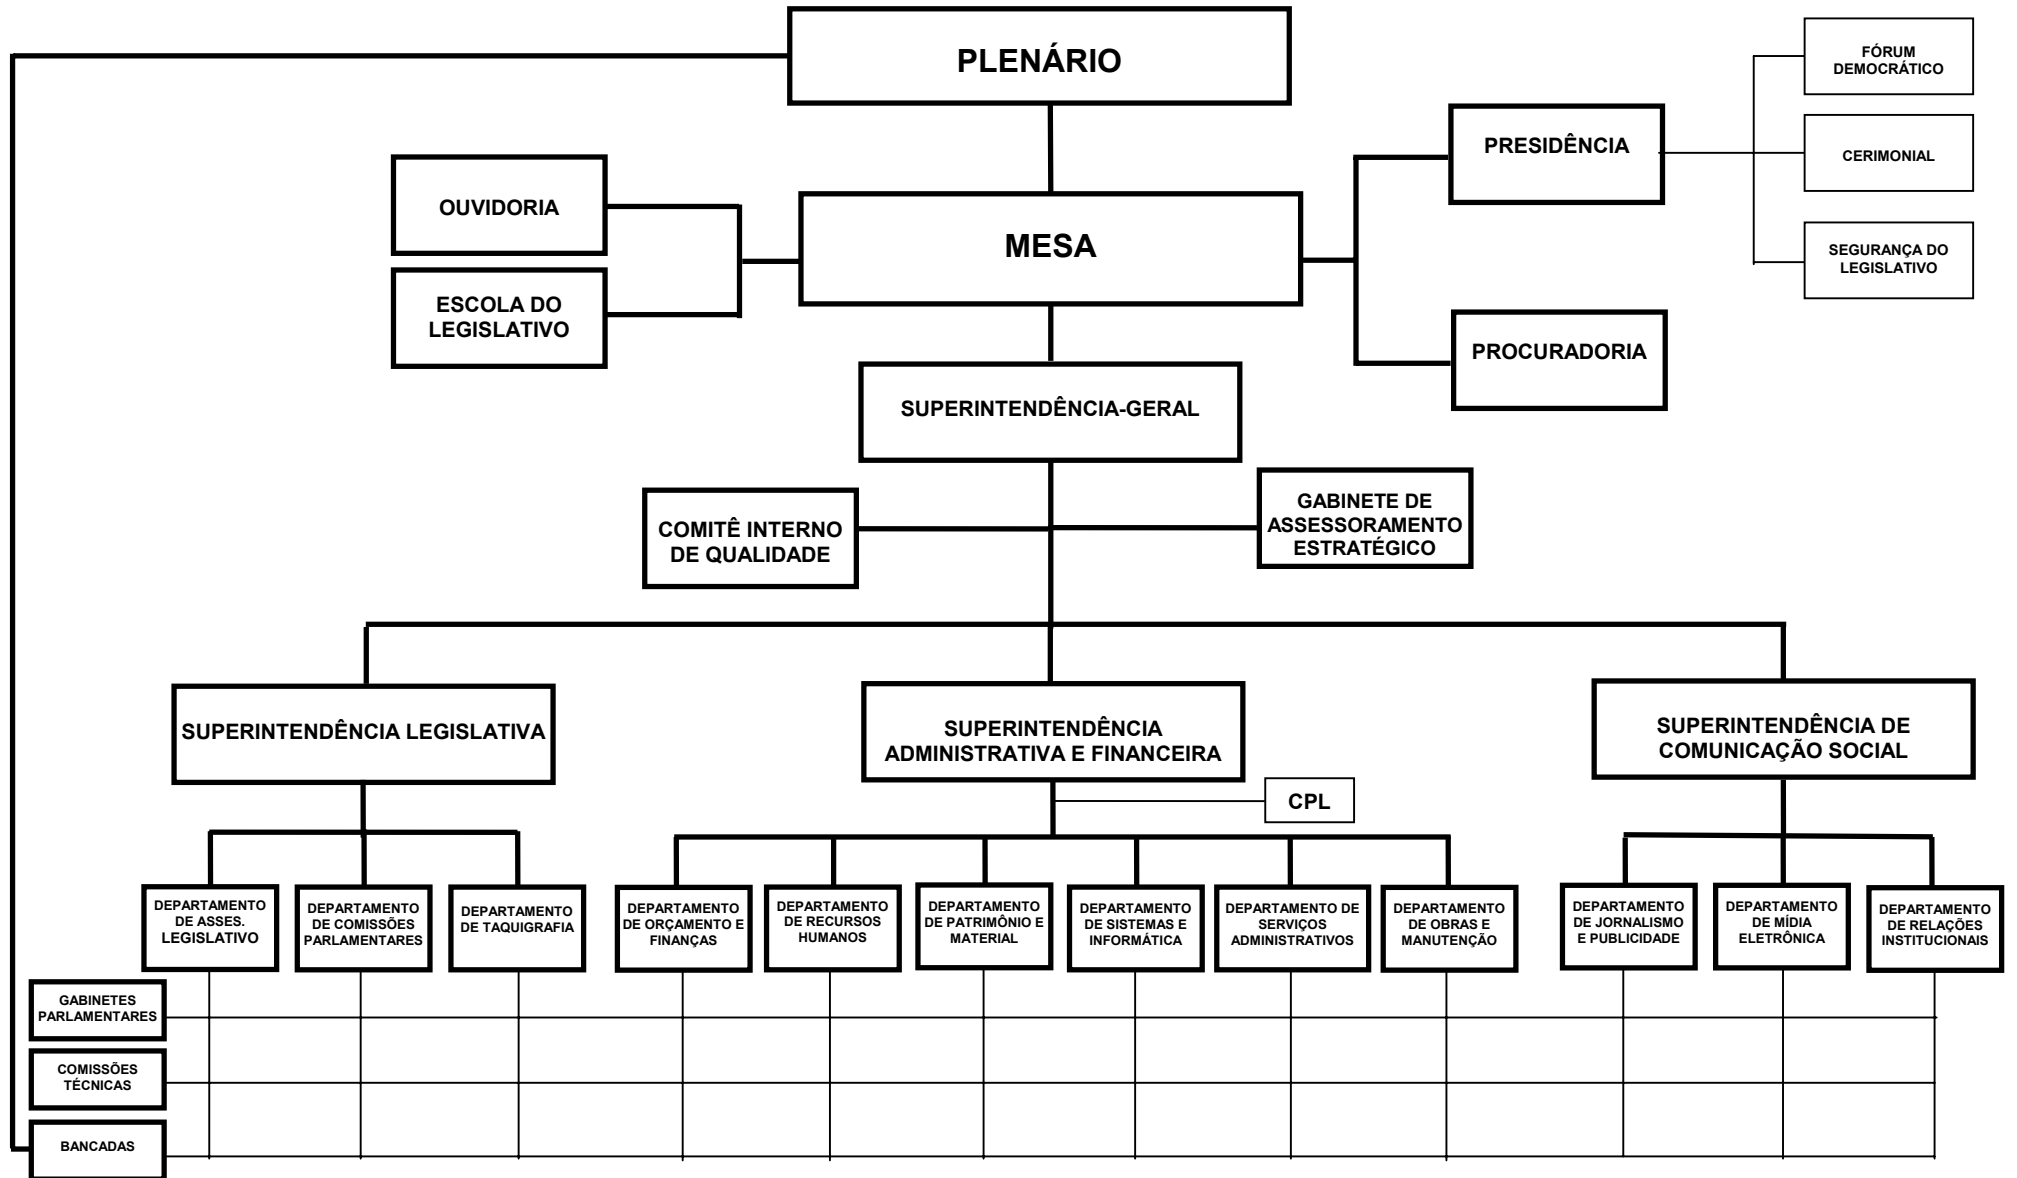 PLENÁRIO
FÓRUM
DEMOCRÁTICO
PRESIDÊNCIA
CERIMONIAL
OUVIDORIA
MESA
SEGURANÇA DO
LEGISLATIVO
ESCOLA DO
LEGISLATIVO
PROCURADORIA
SUPERINTENDÊNCIA-GERAL
COMITÊ INTERNO
DE QUALIDADE
GABINETE DE
ASSESSORAMENTO
ESTRATÉGICO
SUPERINTENDÊNCIA LEGISLATIVA
SUPERINTENDÊNCIA
ADMINISTRATIVA E FINANCEIRA
SUPERINTENDÊNCIA DE
COMUNICAÇÃO SOCIAL
CPL
DEPARTAMENTO
DE ASSES.
LEGISLATIVO
DEPARTAMENTO
DE COMISSÕES
PARLAMENTARES
DEPARTAMENTO
DE TAQUIGRAFIA
DEPARTAMENTO
DE ORÇAMENTO E
FINANÇAS
DEPARTAMENTO
DE RECURSOS
HUMANOS
DEPARTAMENTO
DE PATRIMÔNIO E
MATERIAL
DEPARTAMENTO
DE SISTEMAS E
INFORMÁTICA
DEPARTAMENTO DE
SERVIÇOS
ADMINISTRATIVOS
DEPARTAMENTO
DE OBRAS E
MANUTENÇÃO
DEPARTAMENTO
DE JORNALISMO
E PUBLICIDADE
DEPARTAMENTO
DE MÍDIA
ELETRÔNICA
DEPARTAMENTO
DE RELAÇÕES
INSTITUCIONAIS
GABINETES
PARLAMENTARES
COMISSÕES
TÉCNICAS
BANCADAS